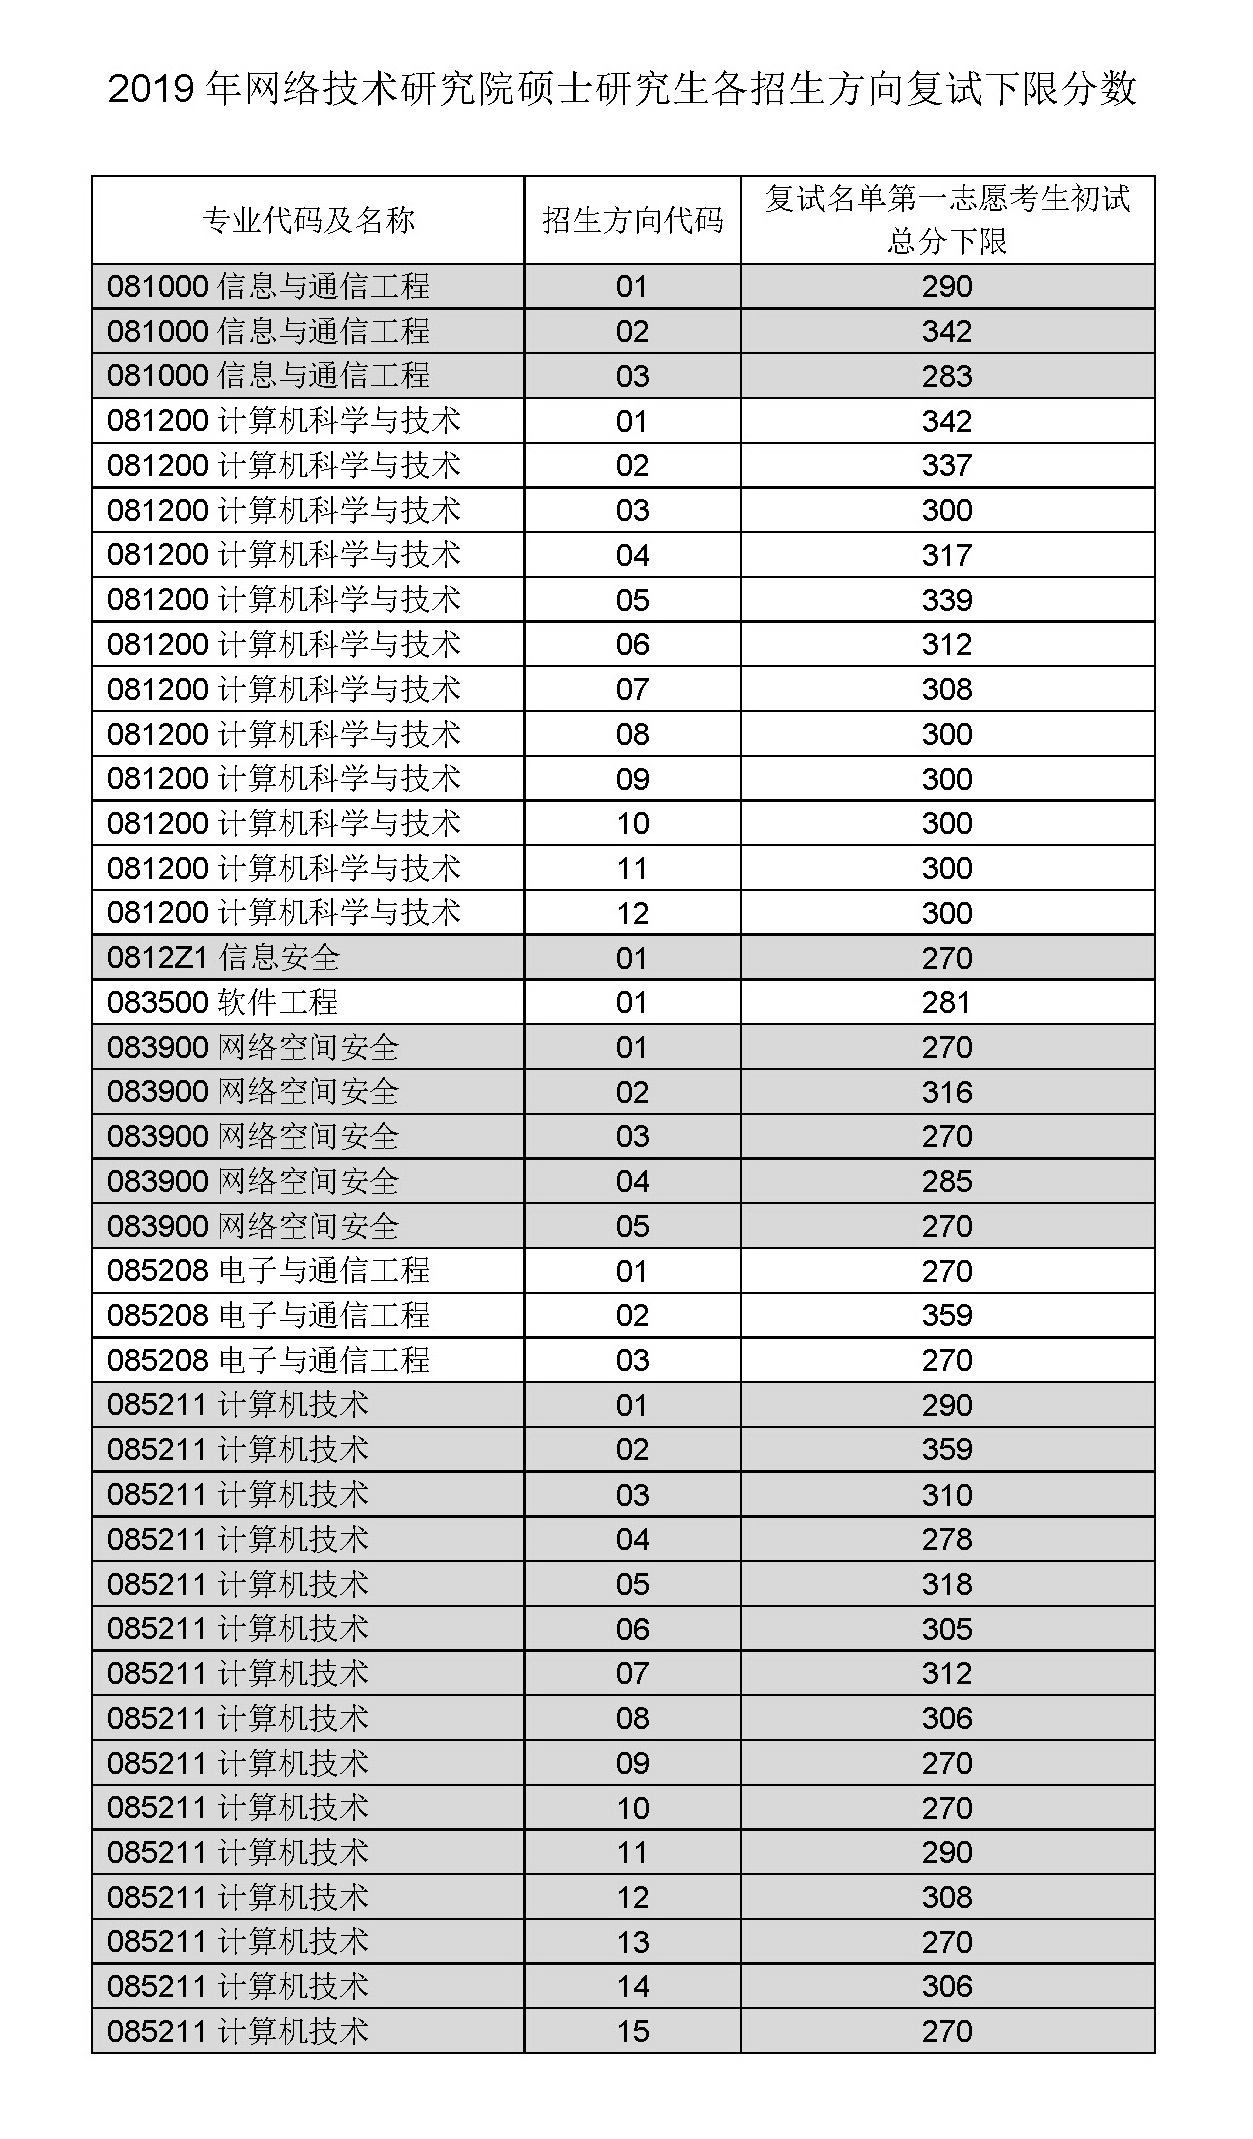 2019 年网络技术研究院硕士研究生各招生方向复试下限分数
专业代码及名称 招生方向代码 复试名单第一志愿考生初试
总分下限
081000 信息与通信工程 01 290
081000 信息与通信工程 02 342
081000 信息与通信工程 03 283
081200 计算机科学与技术 01 342
081200 计算机科学与技术 02 337
081200 计算机科学与技术 03 300
081200 计算机科学与技术 04 317
081200 计算机科学与技术 05 339
081200 计算机科学与技术 06 312
081200 计算机科学与技术 07 308
081200 计算机科学与技术 08 300
081200 计算机科学与技术 09 300
081200 计算机科学与技术 10 300
081200 计算机科学与技术 11 300
081200 计算机科学与技术 12 300
0812Z1 信息安全 01 270
083500 软件工程 01 281
083900 网络空间安全 01 270
083900 网络空间安全 02 316
083900 网络空间安全 03 270
083900 网络空间安全 04 285
083900 网络空间安全 05 270
085208 电子与通信工程 01 270
085208 电子与通信工程 02 359
085208 电子与通信工程 03 270
085211 计算机技术 01 290
085211 计算机技术 02 359
085211 计算机技术 03 310
085211 计算机技术 04 278
085211 计算机技术 05 318
085211 计算机技术 06 305
085211 计算机技术 07 312
085211 计算机技术 08 306
085211 计算机技术 09 270
085211 计算机技术 10 270
085211 计算机技术 11 290
085211 计算机技术 12 308
085211 计算机技术 13 270
085211 计算机技术 14 306
085211 计算机技术 15 270